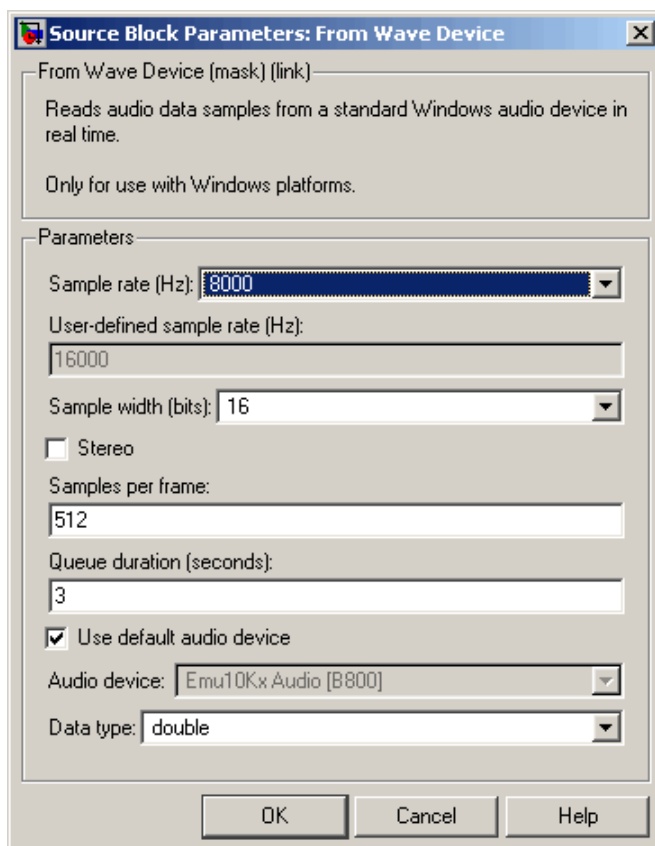 Source Block Parameters: From Wave Device
From Wave Device (mask) (link)
Reads audio data samples from a standard Windows audio device in
real time.
Only for use with Windows platforms.
Parameters
Sample rate (Hz): 8000
User-defined sample rate (Hz):
16000
Sample width (bits): 16
Stereo
Samples per frame:
512
Queue duration (seconds):
3
Use default audio device
Audio device: Emu10Kx Audio [B800]
Data type: double
OK Cancel Help